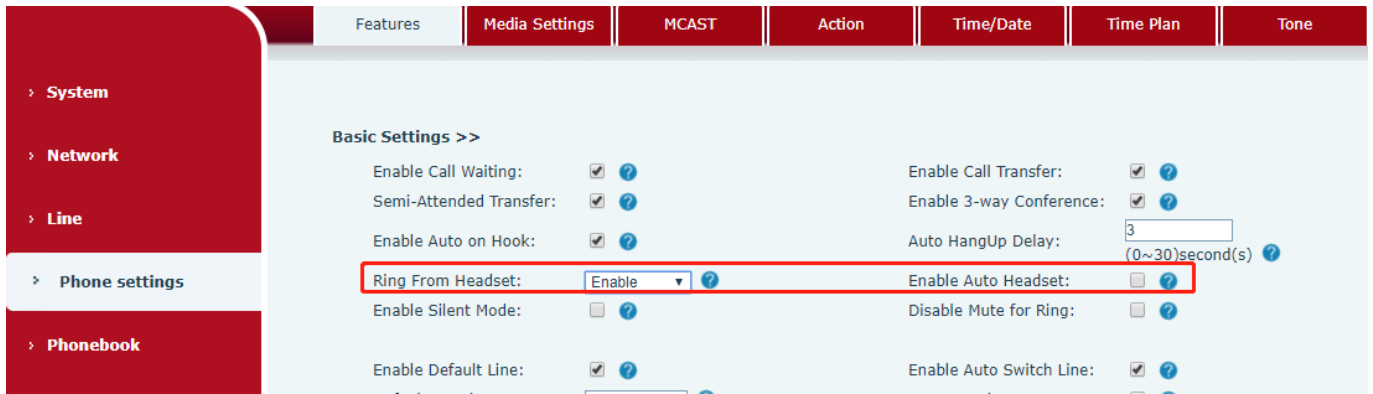 Features Media Settings MCAST Action Time/Date Time Plan Tone
System
Network
Line
Phone settings
Phonebook
Basic Settings >>
Enable Call Waiting: ? Enable Call Transfer: ?
Semi-Attended Transfer: ? Enable 3-way Conference: ?
Enable Auto on Hook: ? Auto HangUp Delay: 3
(0~30)second(s) ?
Ring From Headset: Enable ? Enable Auto Headset: ?
Enable Silent Mode: ? Disable Mute for Ring: ?
Enable Default Line: ? Enable Auto Switch Line: ?